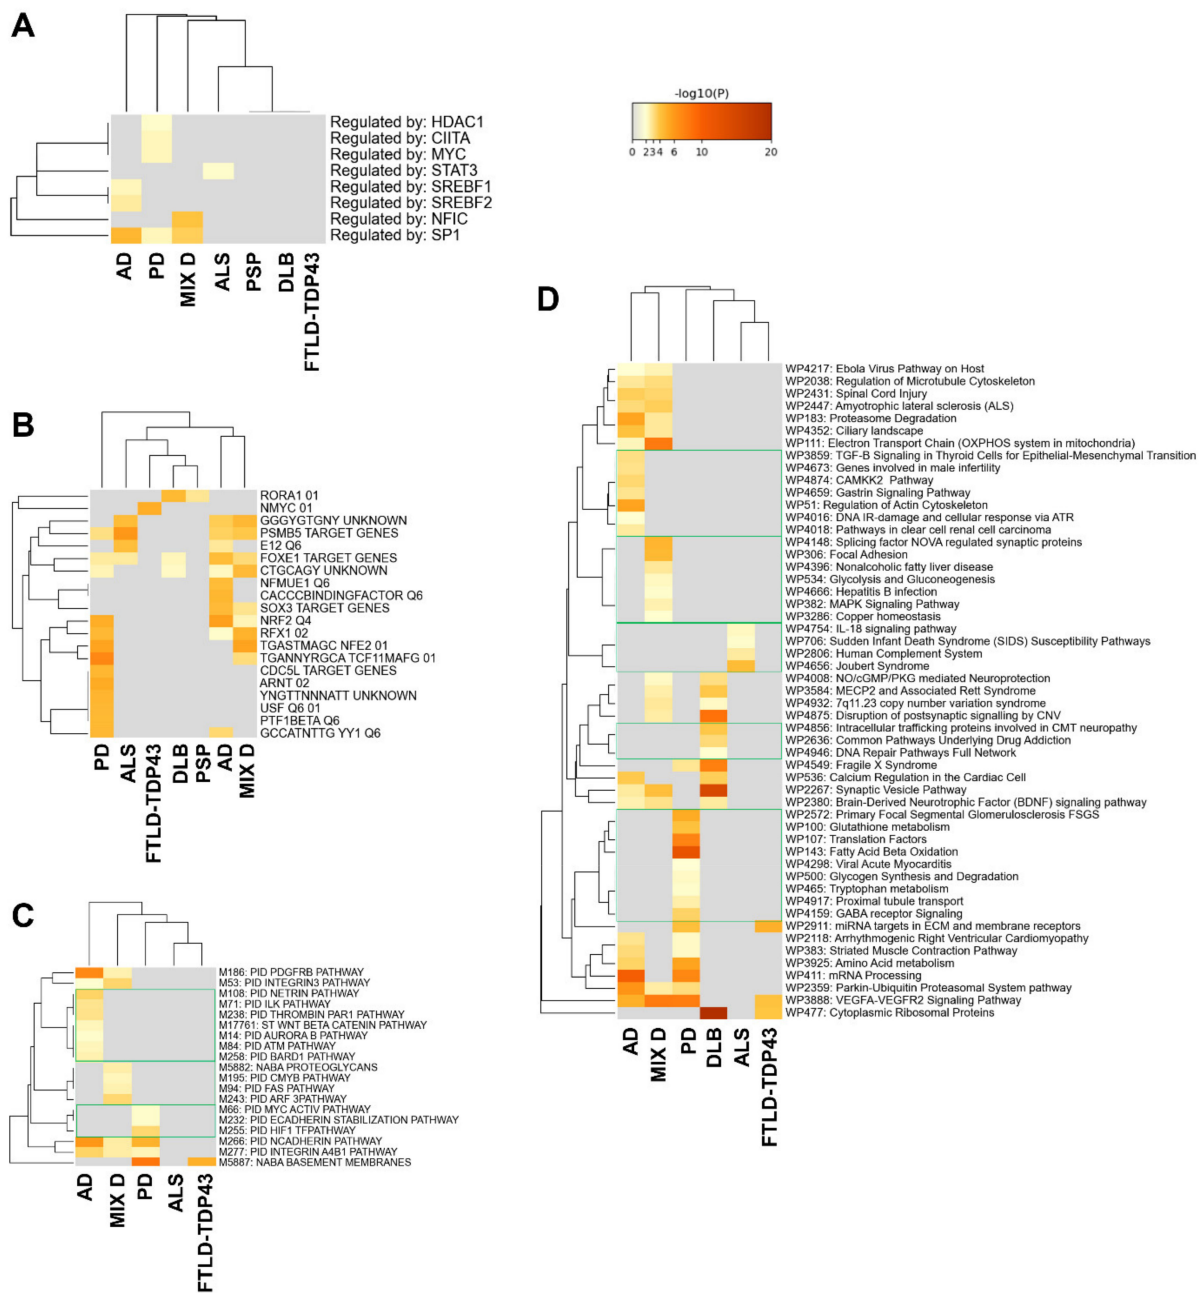 A
Regulated by: HDAC1
Regulated by: CIITA
Regulated by: MYC
Regulated by: STAT3
Regulated by: SREBF1
Regulated by: SREBF2
Regulated by: NFIC
Regulated by: SP1
AD
PD
MIX D
ALS
PSP
DLB
FTLD-TDP43
-log10(P)
0 2 3 4 6 10 20
B
RORA1 01
NMYC 01
GGGYGTGNY UNKNOWN
PSMB5 TARGET GENES
E12 Q6
FOXE1 TARGET GENES
CTGCAGY UNKNOWN
NFMUE1 Q6
CACCCBINDINGFACTOR Q6
SOX3 TARGET GENES
NRF2 Q4
RFX1 02
TGASTMAGC NFE2 01
TGANNYRGCA TCF11MAFG 01
CDC5L TARGET GENES
ARNT 02
YNGTTNNNATT UNKNOWN
USF Q6 01
PTF1BETA Q6
GCCATNTTG YY1 Q6
PD
ALS
FTLD-TDP43
DLB
PSP
AD
MIX D
C
M186: PID PDGFRB PATHWAY
M53: PID INTEGRIN3 PATHWAY
M108: PID NETRIN PATHWAY
M71: PID ILK PATHWAY
M238: PID THROMBIN PAR1 PATHWAY
M17761: ST WNT BETA CATENIN PATHWAY
M14: PID AURORA B PATHWAY
M84: PID ATM PATHWAY
M258: PID BARD1 PATHWAY
M5882: NABA PROTEOGLYCANS
M195: PID CMYB PATHWAY
M94: PID FAS PATHWAY
M243: PID ARF 3PATHWAY
M66: PID MYC ACTIV PATHWAY
M232: PID ECADHERIN STABILIZATION PATHWAY
M255: PID HIF1 TFPATHWAY
M266: PID NCADHERIN PATHWAY
M277: PID INTEGRIN A4B1 PATHWAY
M5887: NABA BASEMENT MEMBRANES
AD
MIX D
PD
ALS
FTLD-TDP43
D
WP4217: Ebola Virus Pathway on Host
WP2038: Regulation of Microtubule Cytoskeleton
WP2431: Spinal Cord Injury
WP2447: Amyotrophic lateral sclerosis (ALS)
WP183: Proteasome Degradation
WP4352: Ciliary landscape
WP111: Electron Transport Chain (OXPHOS system in mitochondria)
WP3859: TGF-B Signaling in Thyroid Cells for Epithelial-Mesenchymal Transition
WP4673: Genes involved in male infertility
WP4874: CAMKK2 Pathway
WP4659: Gastrin Signaling Pathway
WP51: Regulation of Actin Cytoskeleton
WP4016: DNA IR-damage and cellular response via ATR
WP4018: Pathways in clear cell renal cell carcinoma
WP4148: Splicing factor NOVA regulated synaptic proteins
WP306: Focal Adhesion
WP4396: Nonalcoholic fatty liver disease
WP534: Glycolysis and Gluconeogenesis
WP4666: Hepatitis B infection
WP382: MAPK Signaling Pathway
WP3286: Copper homeostasis
WP4754: IL-18 signaling pathway
WP706: Sudden Infant Death Syndrome (SIDS) Susceptibility Pathways
WP2806: Human Complement System
WP4656: Joubert Syndrome
WP4008: NO/cGMP/PKG mediated Neuroprotection
WP3584: MECP2 and Associated Rett Syndrome
WP4932: 7q11.23 copy number variation syndrome
WP4875: Disruption of postsynaptic signalling by CNV
WP4856: Intracellular trafficking proteins involved in CMT neuropathy
WP2636: Common Pathways Underlying Drug Addiction
WP4946: DNA Repair Pathways Full Network
WP4549: Fragile X Syndrome
WP536: Calcium Regulation in the Cardiac Cell
WP2267: Synaptic Vesicle Pathway
WP2380: Brain-Derived Neurotrophic Factor (BDNF) signaling pathway
WP2572: Primary Focal Segmental Glomerulosclerosis FSGS
WP100: Glutathione metabolism
WP107: Translation Factors
WP143: Fatty Acid Beta Oxidation
WP4298: Viral Acute Myocarditis
WP500: Glycogen Synthesis and Degradation
WP465: Tryptophan metabolism
WP4917: Proximal tubule transport
WP4159: GABA receptor Signaling
WP2911: miRNA targets in ECM and membrane receptors
WP2118: Arrhythmogenic Right Ventricular Cardiomyopathy
WP383: Striated Muscle Contraction Pathway
WP3925: Amino Acid metabolism
WP411: mRNA Processing
WP2359: Parkin-Ubiquitin Proteasomal System pathway
WP3888: VEGFA-VEGFR2 Signaling Pathway
WP477: Cytoplasmic Ribosomal Proteins
AD
MIX D
PD
DLB
ALS
FTLD-TDP43